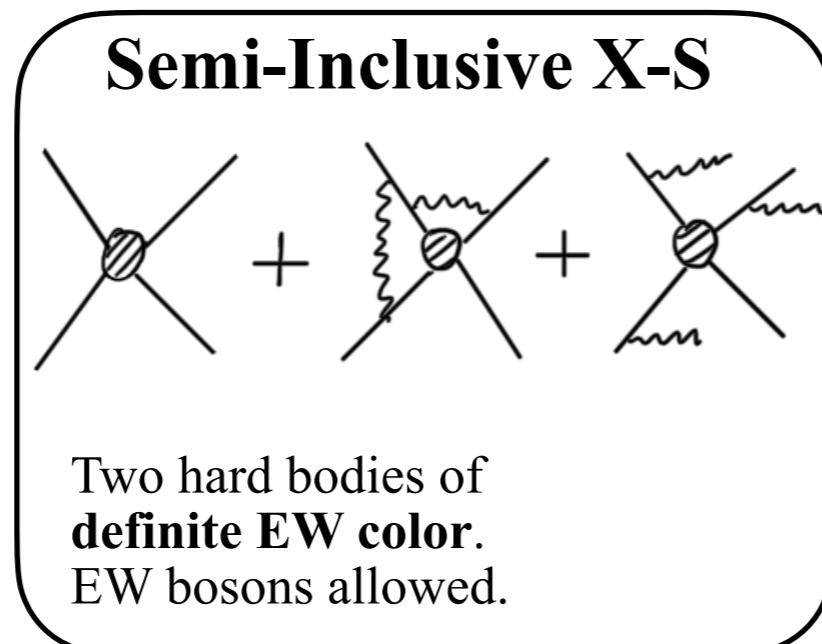 Semi-Inclusive X-S
+
+
Two hard bodies of
definite EW color.
EW bosons allowed.